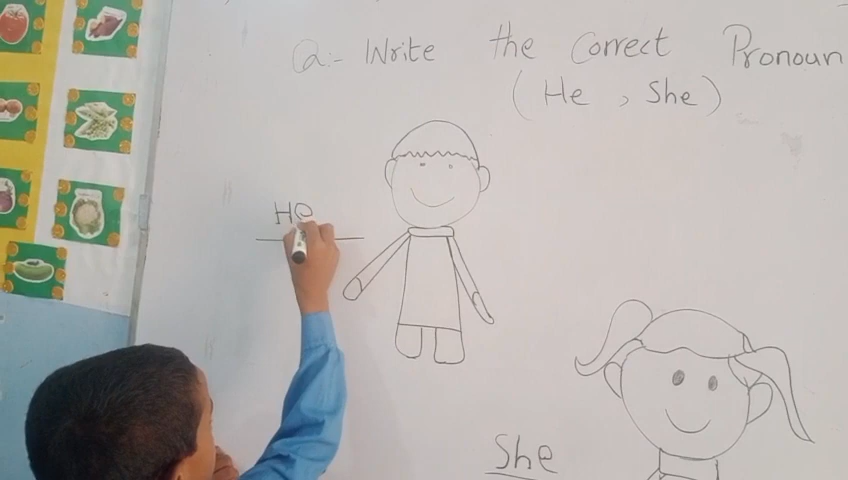 Q:- Write the Correct Pronoun
(He , She)
He
She